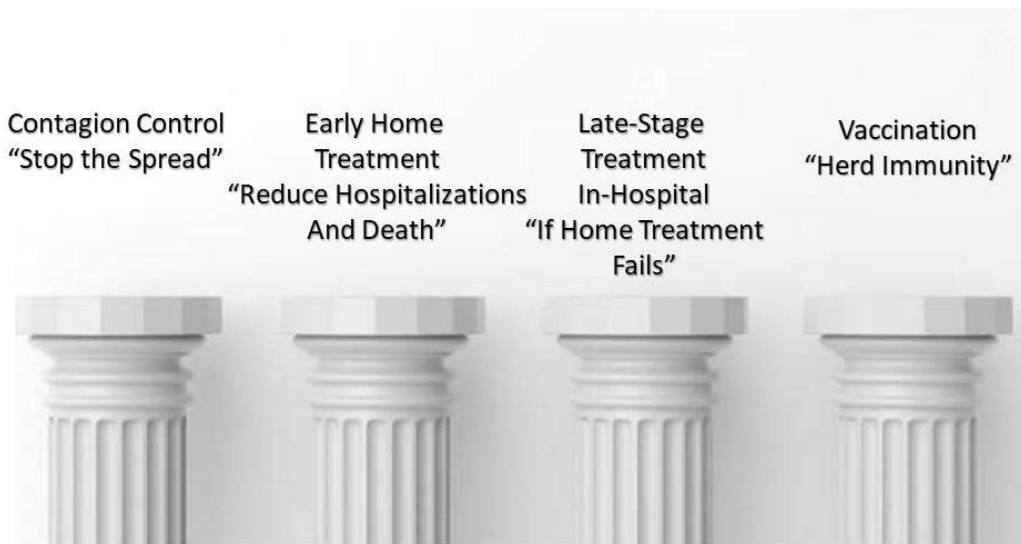 Contagion Control
“Stop the Spread”
Early Home
Treatment
“Reduce Hospitalizations
And Death”
Late-Stage
Treatment
In-Hospital
“If Home Treatment
Fails”
Vaccination
“Herd Immunity”